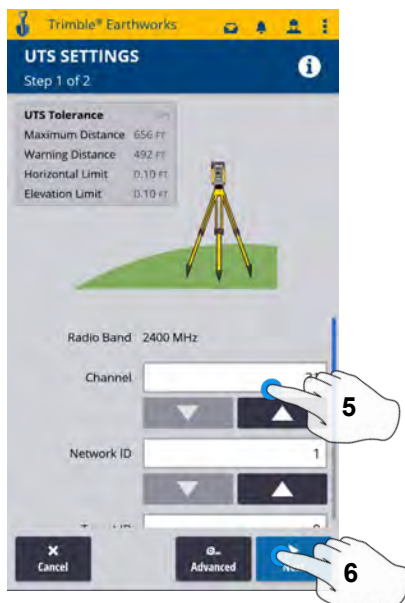 Trimble® Earthworks
UTS SETTINGS
Step 1 of 2
UTS Tolerance
Maximum Distance 656 FT
Warning Distance 492 FT
Horizontal Limit 0.10 FT
Elevation Limit 0.10 FT
Radio Band 2400 MHz
Channel
5
Network ID 1
Cancel
Advanced
6